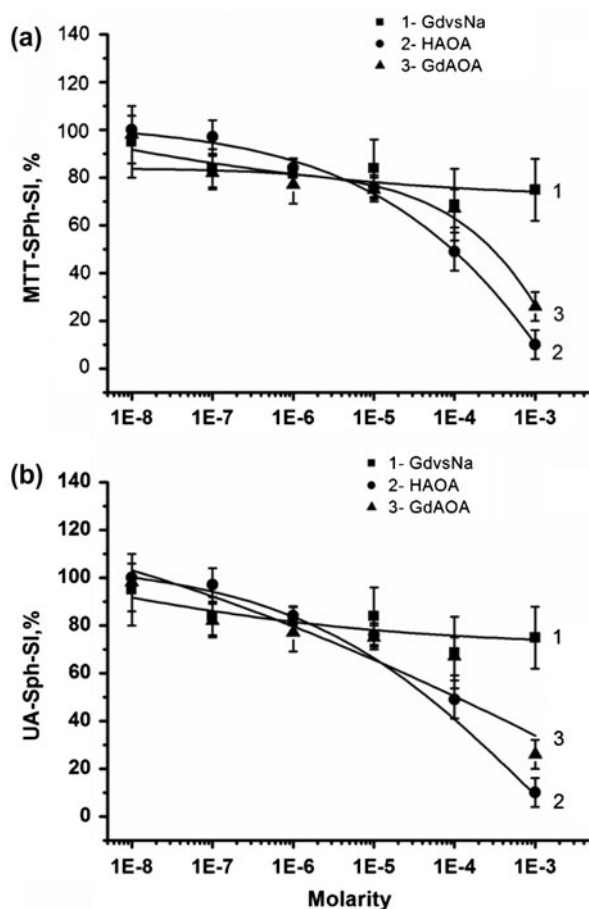 (a)
1- GdvsNa
2- HAOA
3- GdAOA
MTT-SPh-SI, %
140
120
100
80
60
40
20
0
1
3
2
1E-8 1E-7 1E-6 1E-5 1E-4 1E-3
(b)
1- GdvsNa
2- HAOA
3- GdAOA
UA-Sph-SI,%
140
120
100
80
60
40
20
0
1
3
2
1E-8 1E-7 1E-6 1E-5 1E-4 1E-3
Molarity